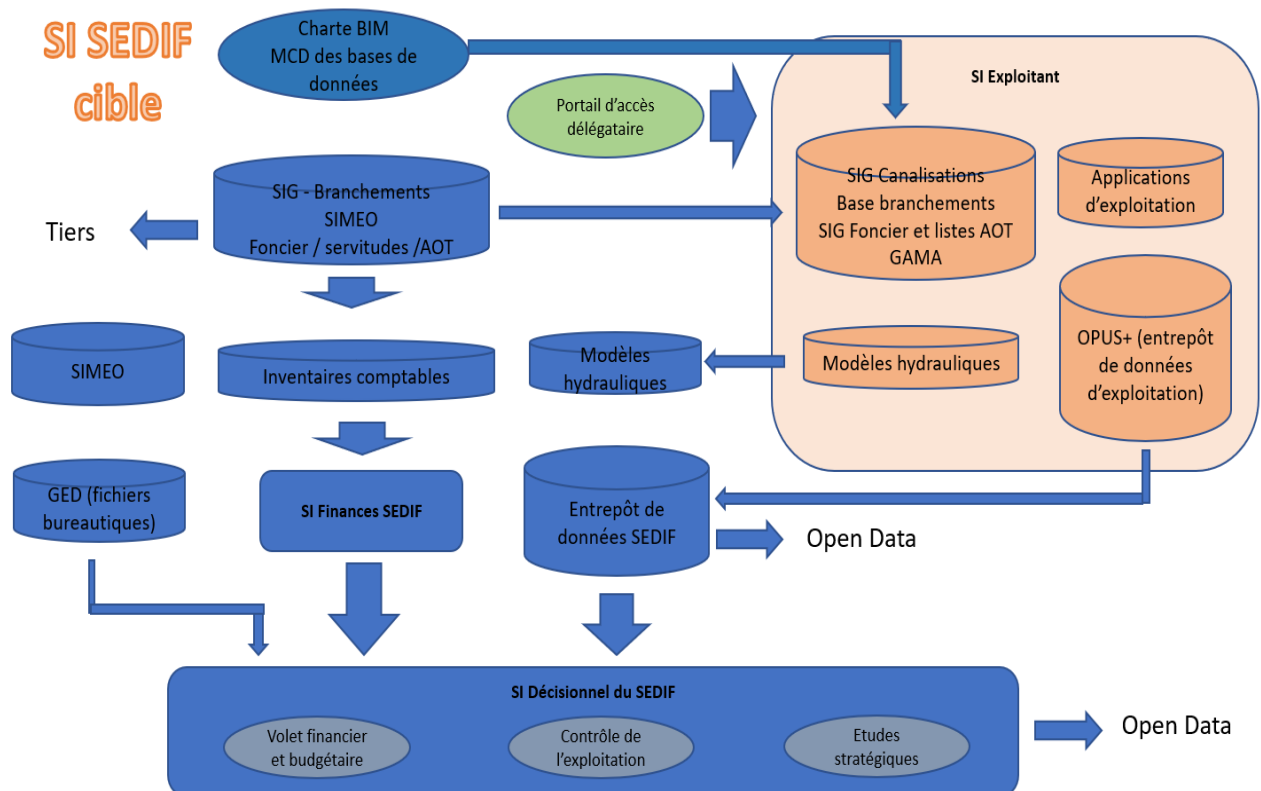 SI SEDIF
cible
Charte BIM
MCD des bases de
données
Portail d'accès
délégataire
SI Exploitant
SIG - Branchements
SIMEO
Foncier / servitudes /AOT
Tiers
SIG Canalisations
Base branchements
SIG Foncier et listes AOT
GAMA
Applications
d'exploitation
SIMEO
Inventaires comptables
Modèles
hydrauliques
Modèles hydrauliques
OPUS+ (entrepôt
de données
d'exploitation)
GED (fichiers
bureautiques)
SI Finances SEDIF
Entrepôt de
données SEDIF
Open Data
SI Décisionnel du SEDIF
Volet financier
et budgétaire
Contrôle de
l'exploitation
Etudes
stratégiques
Open Data